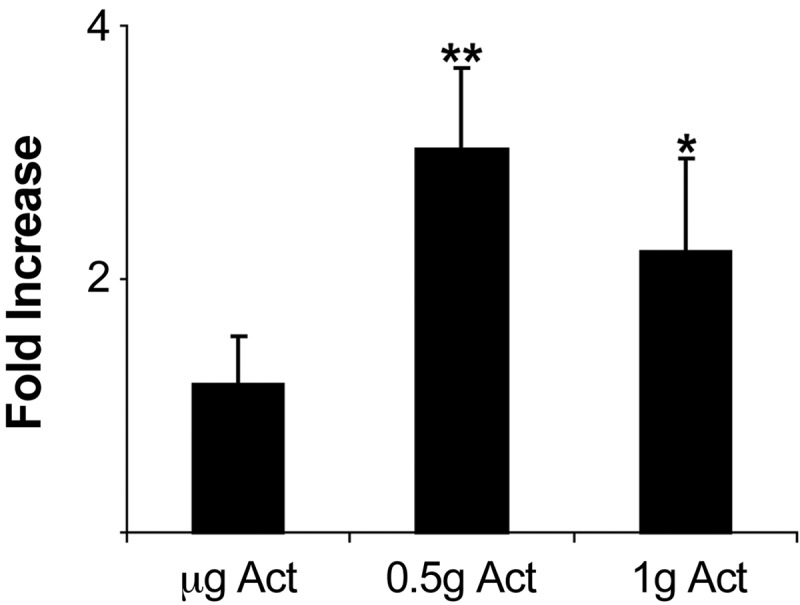 4
**
*
2
Fold Increase
μg Act 0.5g Act 1g Act